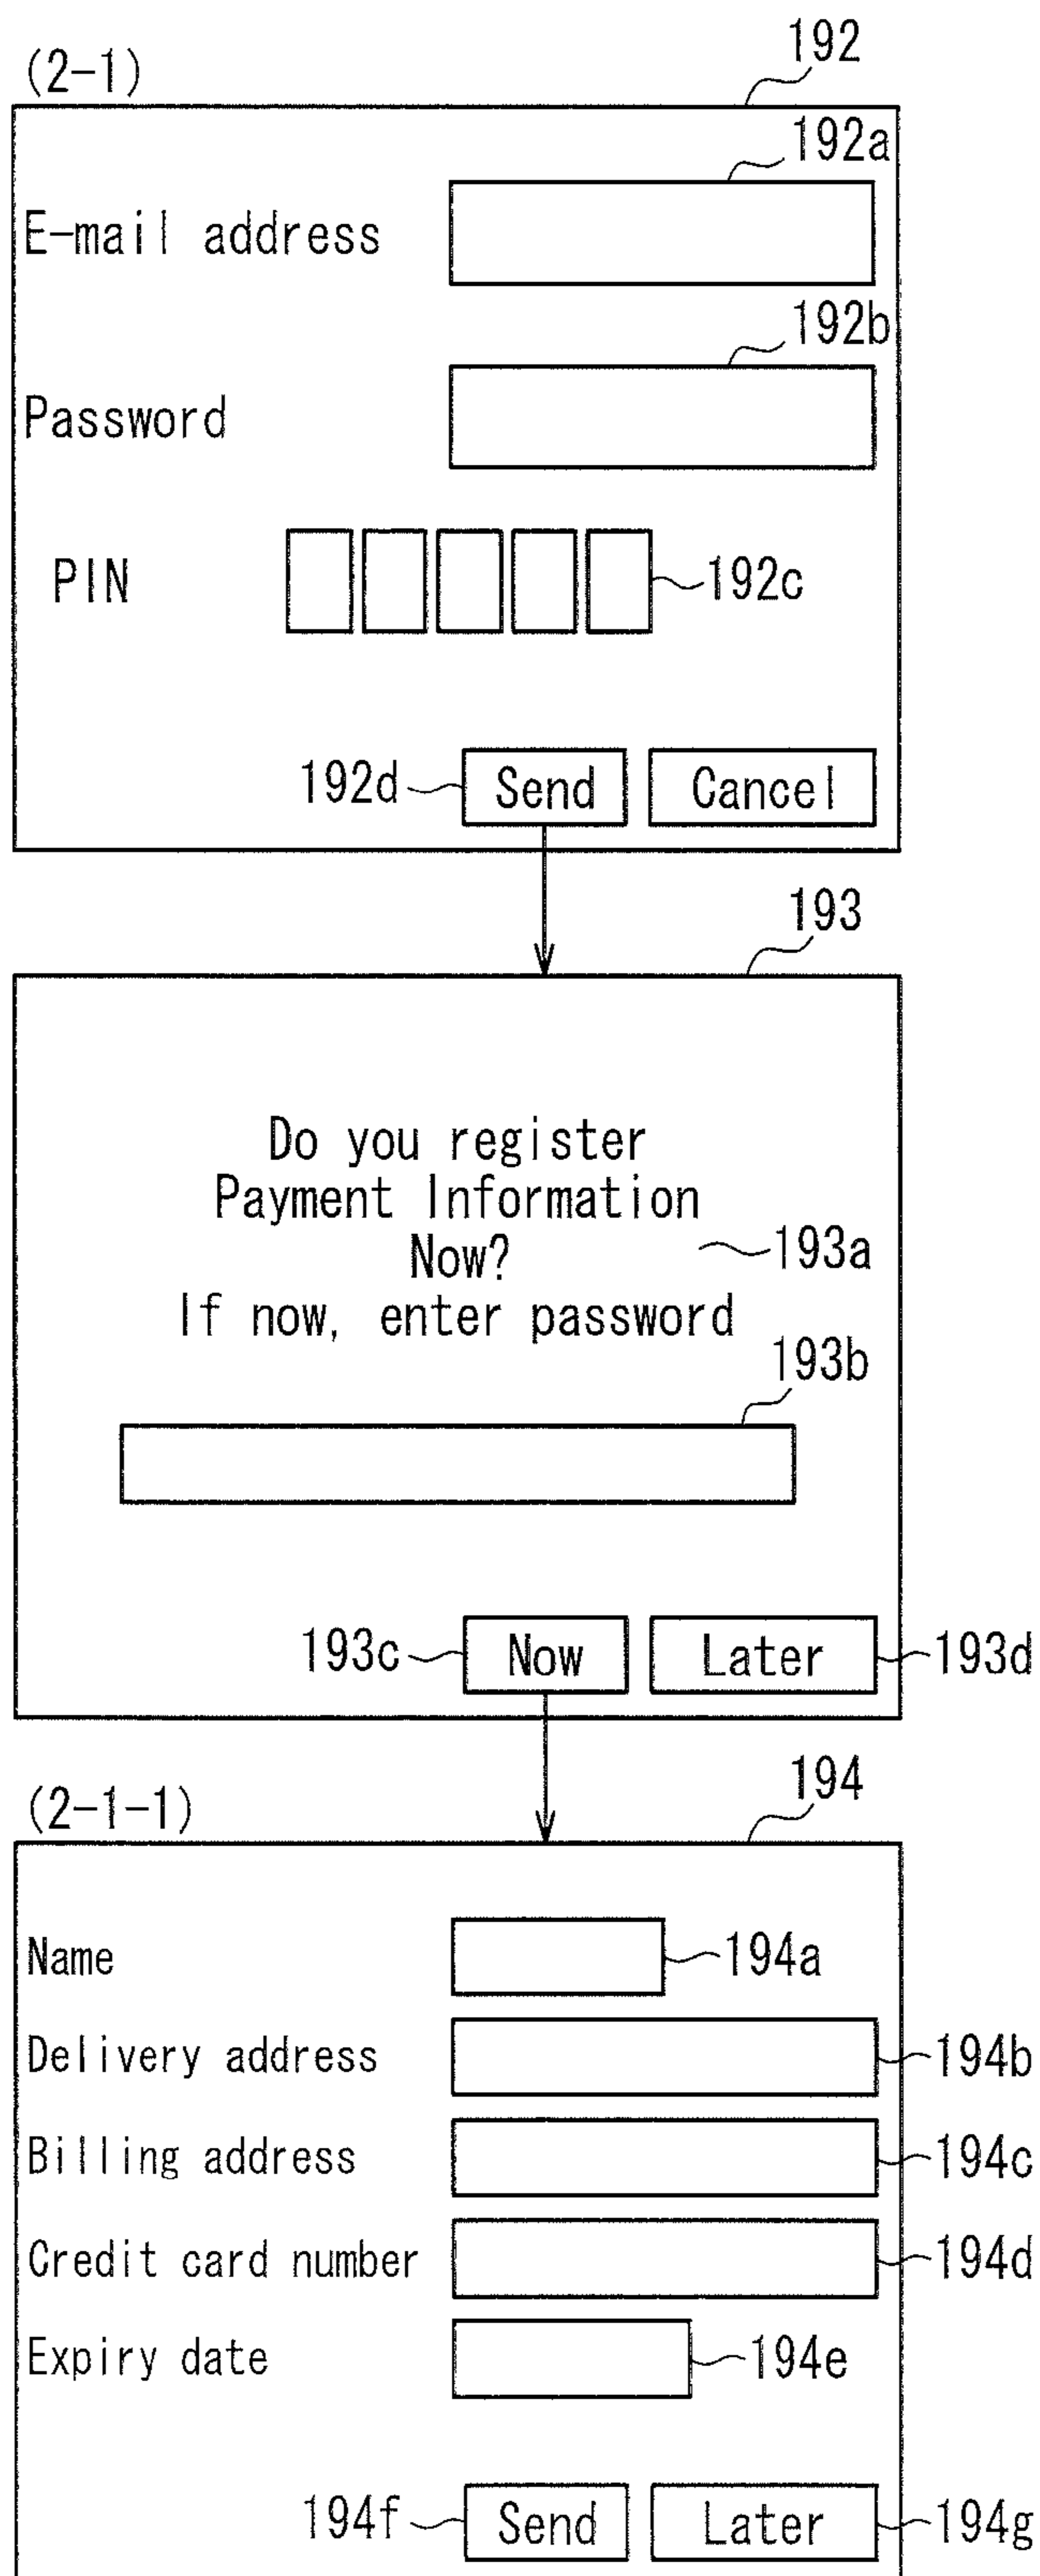 (2-1)
192
192a
E-mail address
192b
Password
PIN
192c
192d
Send
Cancel
193
Do you register
Payment Information
Now?
193a
If now, enter password
193b
193c
Now
Later
193d
(2-1-1)
194
Name
194a
Delivery address
194b
Billing address
194c
Credit card number
194d
Expiry date
194e
194f
Send
Later
194g